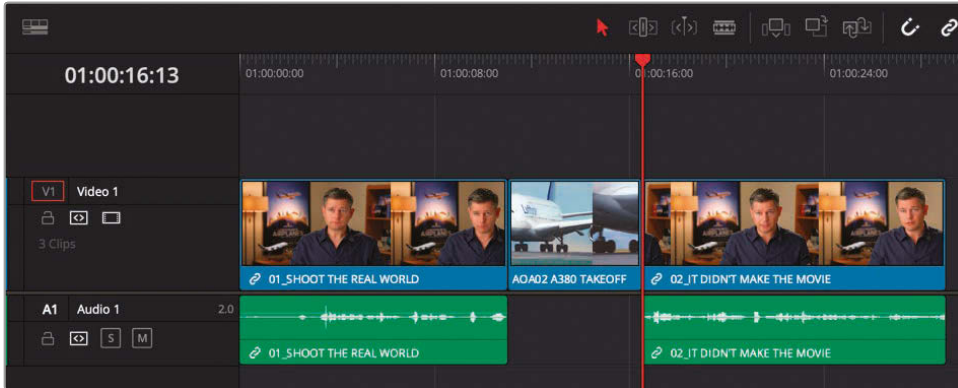 01:00:16:13
01:00:00:00
01:00:08:00
01:00:16:00
01:00:24:00
V1 Video 1
3 Clips
01_SHOOT THE REAL WORLD
AOA02 A380 TAKEOFF
02_IT DIDN'T MAKE THE MOVIE
A1 Audio 1 2.0
S M
01_SHOOT THE REAL WORLD
02_IT DIDN'T MAKE THE MOVIE